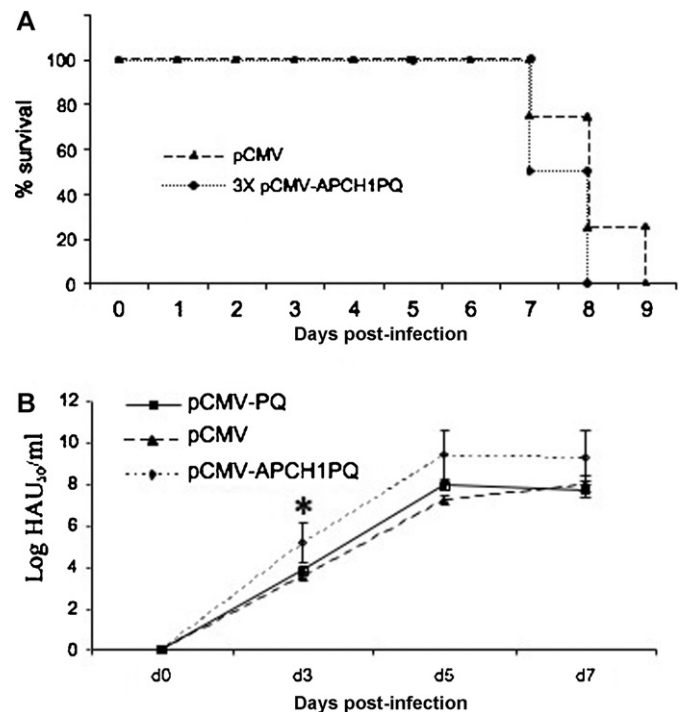 A
% survival
100
80
60
40
20
0
pCMV
3X pCMV-APCH1PQ
0 1 2 3 4 5 6 7 8 9
Days post-infection
B
Log HAU₅₀/ml
12
10
8
6
4
2
0
pCMV-PQ
pCMV
pCMV-APCH1PQ
*
d0 d3 d5 d7
Days post-infection